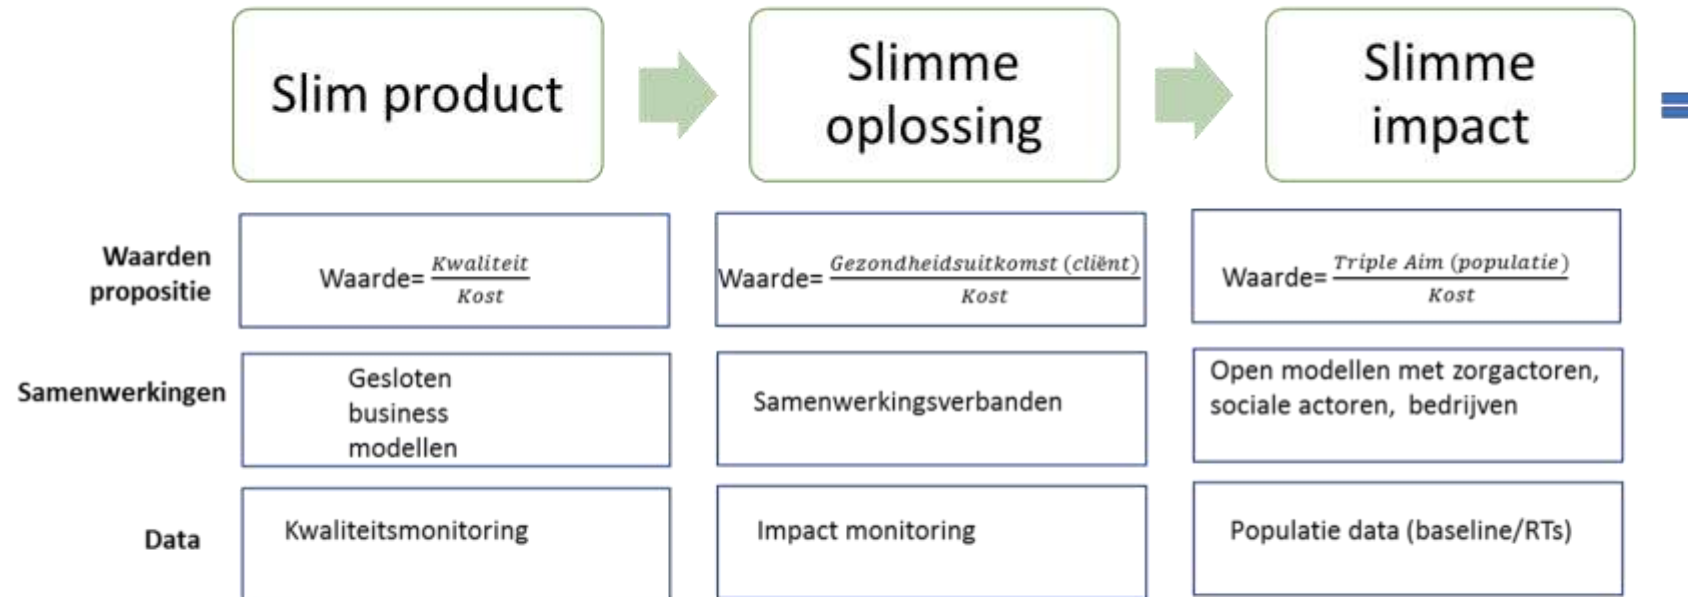 Slim product
Slimme
oplossing
Slimme
impact
=
Waarden
propositie
Waarde= Kwaliteit / Kost
Waarde= Gezondheidsuitkomst (cliënt) / Kost
Waarde= Triple Aim (populatie) / Kost
Samenwerkingen
Gesloten
business
modellen
Samenwerkingsverbanden
Open modellen met zorgactoren,
sociale actoren, bedrijven
Data
Kwaliteitsmonitoring
Impact monitoring
Populatie data (baseline/RTs)